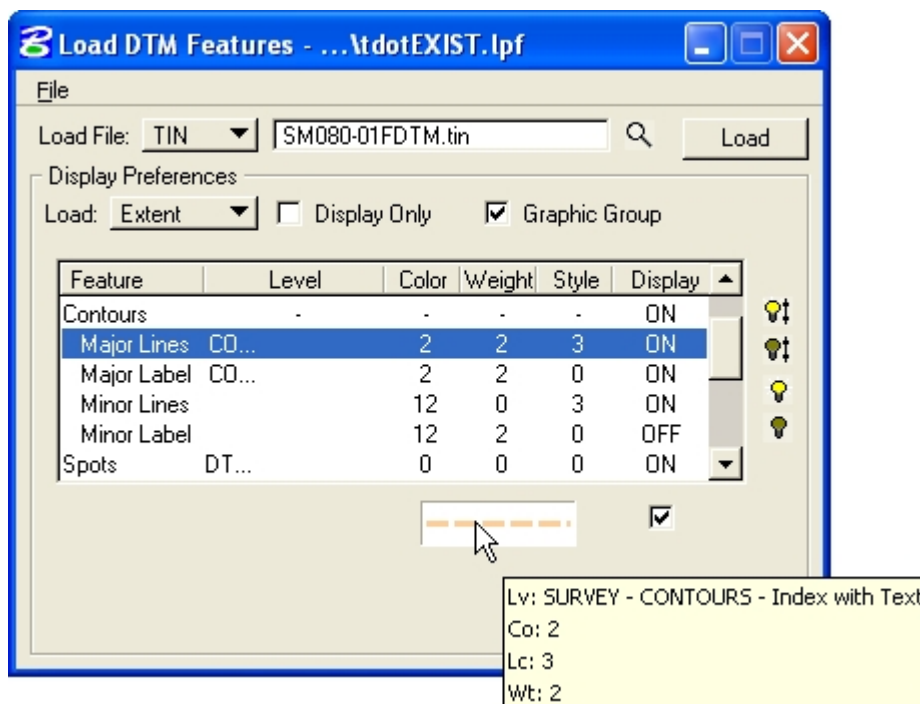 Load DTM Features - ...\tdotEXIST.lpf
File
Load File: TIN SM080-01FDTM.tin Load
Display Preferences
Load: Extent Display Only Graphic Group
Feature Level Color Weight Style Display
Contours - - - - ON
Major Lines CO... 2 2 3 ON
Major Label CO... 2 2 0 ON
Minor Lines 12 0 3 ON
Minor Label 12 2 0 OFF
Spots DT... 0 0 0 ON
Lv: SURVEY - CONTOURS - Index with Text
Co: 2
Lc: 3
Wt: 2